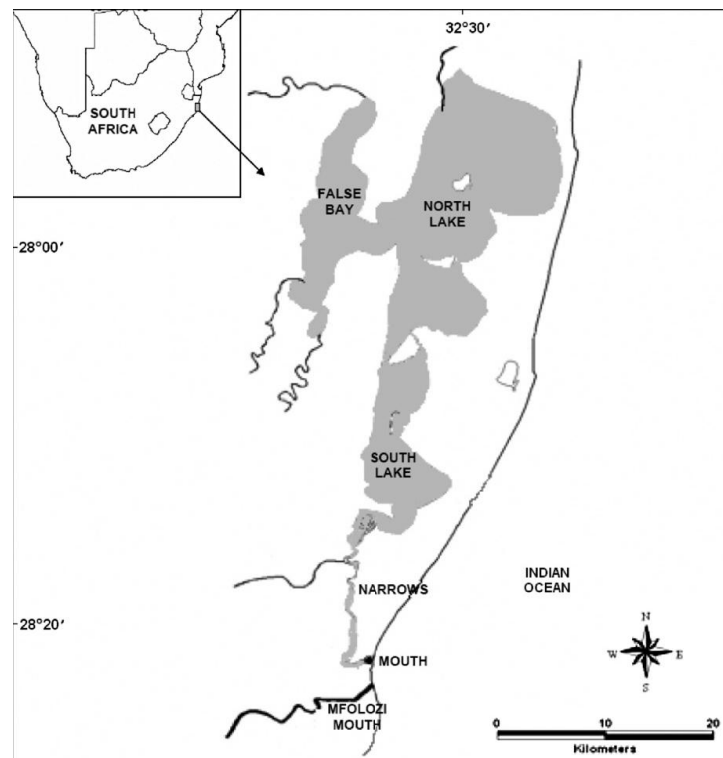 32°30'
SOUTH
AFRICA
FALSE
BAY
NORTH
LAKE
28°00'
SOUTH
LAKE
INDIAN
OCEAN
NARROWS
28°20'
N
W
E
S
MOUTH
MFOLOZI
MOUTH
0
10
20
Kilometers